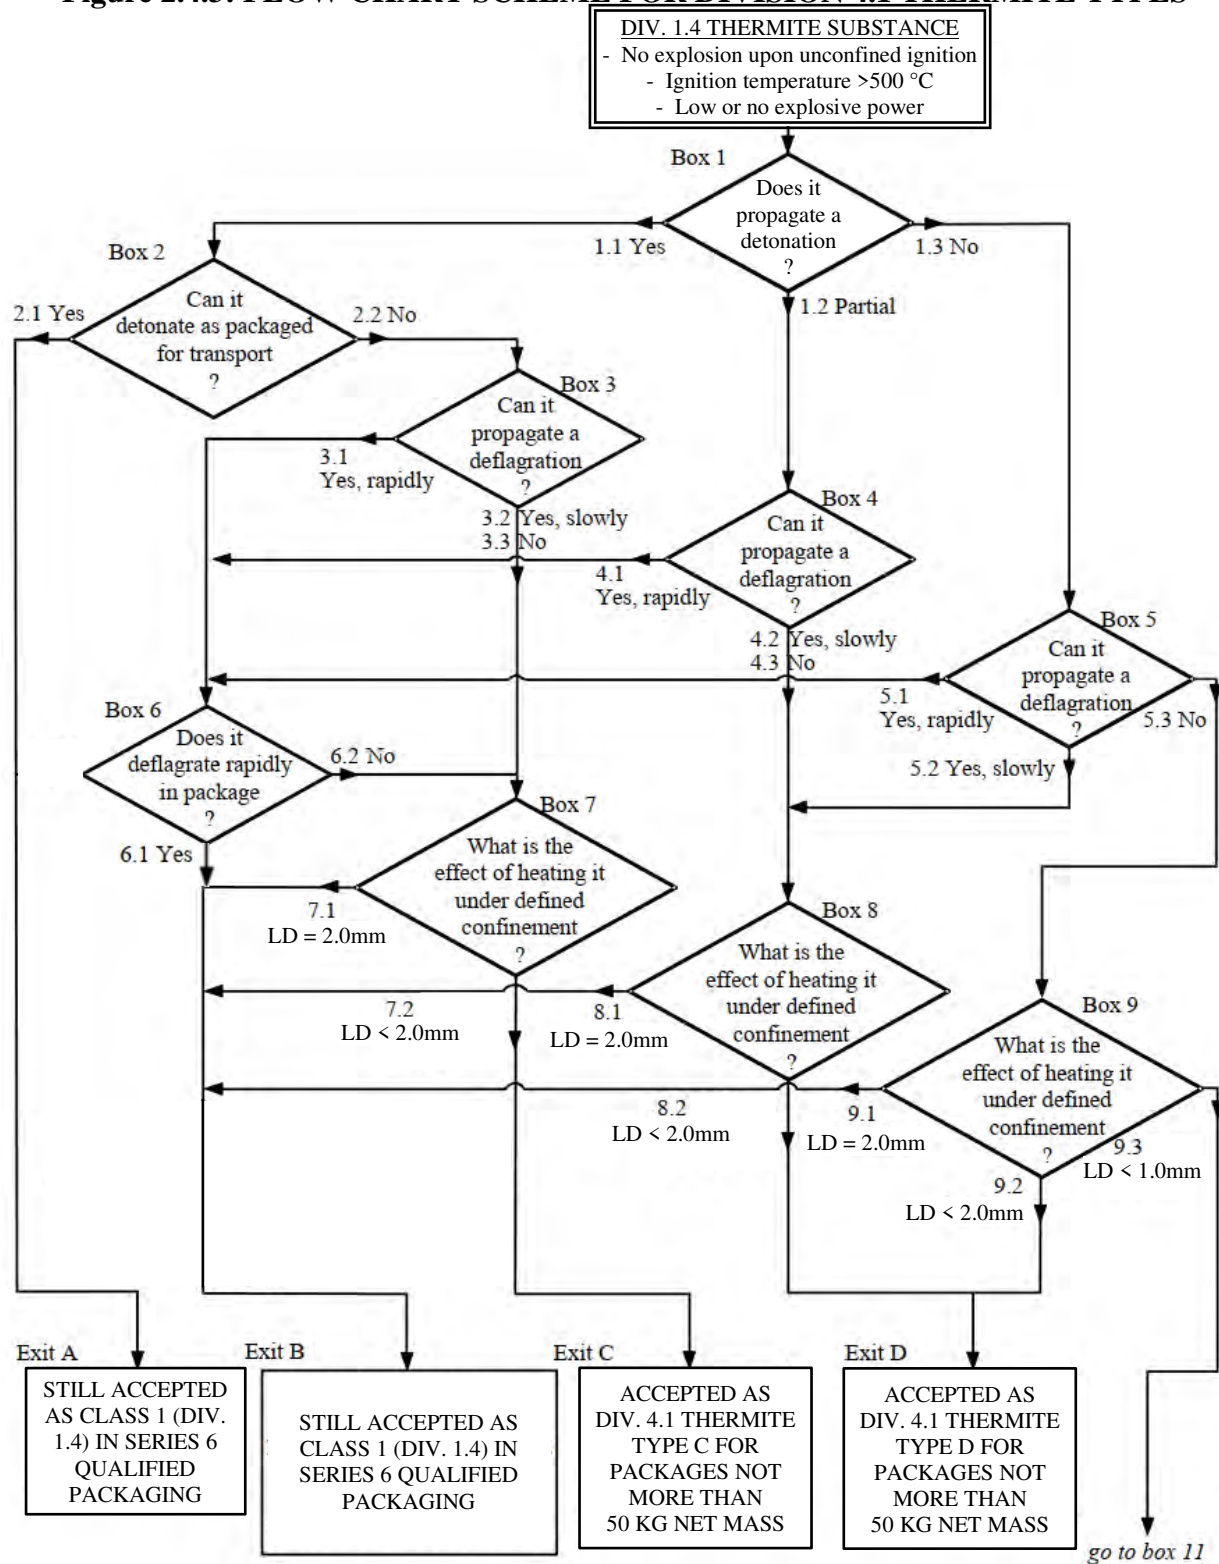 Figure 2.4.3: FLOW CHART SCHEME FOR DIVISION 4.1 THERMITE TYPES
DIV. 1.4 THERMITE SUBSTANCE
- No explosion upon unconfined ignition
- Ignition temperature >500 °C
- Low or no explosive power
Box 1
Does it
propagate a
detonation
?
1.1 Yes
1.3 No
1.2 Partial
Box 2
Can it
detonate as packaged
for transport
?
2.1 Yes
2.2 No
Box 3
Can it
propagate a
deflagration
?
3.1
Yes, rapidly
3.2 Yes, slowly
3.3 No
Box 4
Can it
propagate a
deflagration
?
4.1
Yes, rapidly
4.2 Yes, slowly
4.3 No
Box 5
Can it
propagate a
deflagration
?
5.1
Yes, rapidly
5.3 No
5.2 Yes, slowly
Box 6
Does it
deflagrate rapidly
in package
?
6.2 No
6.1 Yes
Box 7
What is the
effect of heating it
under defined
confinement
?
7.1
LD = 2.0mm
7.2
LD < 2.0mm
Box 8
What is the
effect of heating it
under defined
confinement
?
8.1
LD = 2.0mm
8.2
LD < 2.0mm
Box 9
What is the
effect of heating it
under defined
confinement
?
9.1
LD = 2.0mm
9.3
LD < 1.0mm
9.2
LD < 2.0mm
Exit A
STILL ACCEPTED
AS CLASS 1 (DIV.
1.4) IN SERIES 6
QUALIFIED
PACKAGING
Exit B
STILL ACCEPTED AS
CLASS 1 (DIV. 1.4) IN
SERIES 6 QUALIFIED
PACKAGING
Exit C
ACCEPTED AS
DIV. 4.1 THERMITE
TYPE C FOR
PACKAGES NOT
MORE THAN
50 KG NET MASS
Exit D
ACCEPTED AS
DIV. 4.1 THERMITE
TYPE D FOR
PACKAGES NOT
MORE THAN
50 KG NET MASS
go to box 11